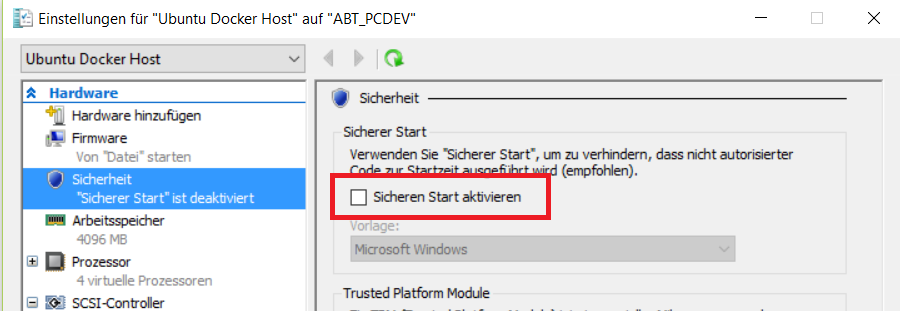 Einstellungen für "Ubuntu Docker Host" auf "ABT_PCDEV"
Ubuntu Docker Host
Hardware
Hardware hinzufügen
Firmware
Von "Datei" starten
Sicherheit
"Sicherer Start" ist deaktiviert
Arbeitsspeicher
4096 MB
Prozessor
4 virtuelle Prozessoren
SCSI-Controller
Sicherheit
Sicherer Start
Verwenden Sie "Sicherer Start", um zu verhindern, dass nicht autorisierter
Code zur Startzeit ausgeführt wird (empfohlen).
Sicheren Start aktivieren
Vorlage:
Microsoft Windows
Trusted Platform Module